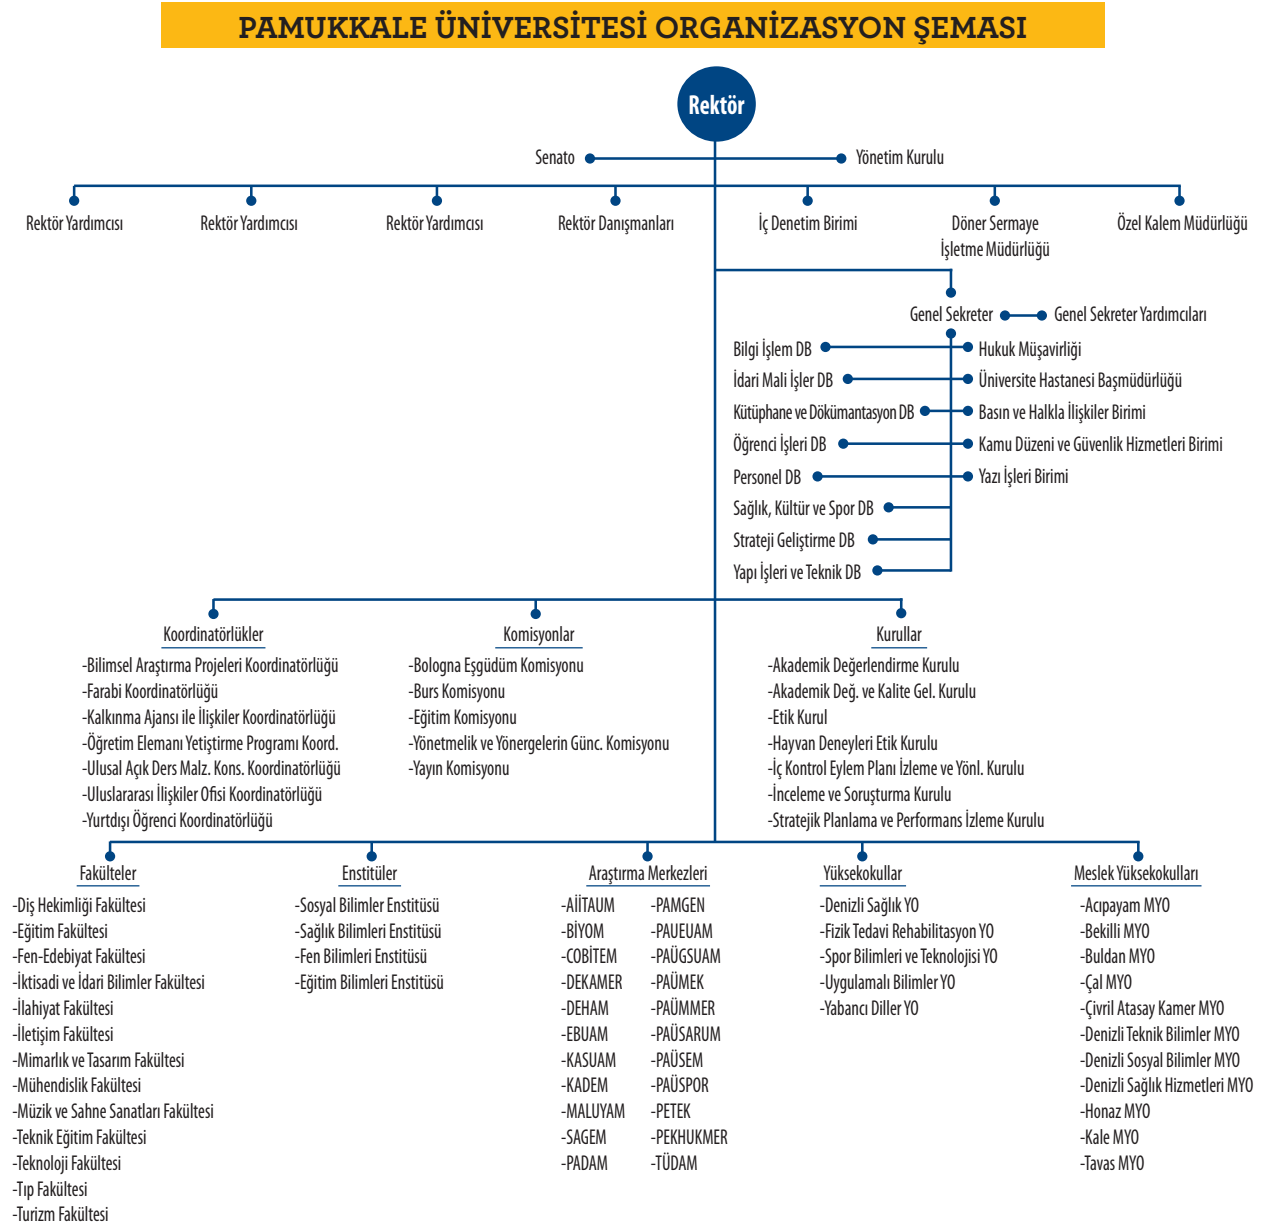 PAMUKKALE ÜNİVERSİTESİ ORGANİZASYON ŞEMASI
Rektör
Senato
Yönetim Kurulu
Rektör Yardımcısı
Rektör Yardımcısı
Rektör Yardımcısı
Rektör Danışmanları
İç Denetim Birimi
Döner Sermaye
İşletme Müdürlüğü
Özel Kalem Müdürlüğü
Genel Sekreter
Genel Sekreter Yardımcıları
Bilgi İşlem DB
Hukuk Müşavirliği
İdari Mali İşler DB
Üniversite Hastanesi Başmüdürlüğü
Kütüphane ve Dökümantasyon DB
Basın ve Halkla İlişkiler Birimi
Öğrenci İşleri DB
Kamu Düzeni ve Güvenlik Hizmetleri Birimi
Personel DB
Yazı İşleri Birimi
Sağlık, Kültür ve Spor DB
Strateji Geliştirme DB
Yapı İşleri ve Teknik DB
Koordinatörlükler
-Bilimsel Araştırma Projeleri Koordinatörlüğü
-Farabi Koordinatörlüğü
-Kalkınma Ajansı ile İlişkiler Koordinatörlüğü
-Öğretim Elemanı Yetiştirme Programı Koord.
-Ulusal Açık Ders Malz. Kons. Koordinatörlüğü
-Uluslararası İlişkiler Ofisi Koordinatörlüğü
-Yurtdışı Öğrenci Koordinatörlüğü
Komisyonlar
-Bologna Eşgüdüm Komisyonu
-Burs Komisyonu
-Eğitim Komisyonu
-Yönetmelik ve Yönergelerin Günc. Komisyonu
-Yayın Komisyonu
Kurullar
-Akademik Değerlendirme Kurulu
-Akademik Değ. ve Kalite Gel. Kurulu
-Etik Kurul
-Hayvan Deneyleri Etik Kurulu
-İç Kontrol Eylem Planı İzleme ve Yönl. Kurulu
-İnceleme ve Soruşturma Kurulu
-Stratejik Planlama ve Performans İzleme Kurulu
Fakülteler
-Diş Hekimliği Fakültesi
-Eğitim Fakültesi
-Fen-Edebiyat Fakültesi
-İktisadi ve İdari Bilimler Fakültesi
-İlahiyat Fakültesi
-İletişim Fakültesi
-Mimarlık ve Tasarım Fakültesi
-Mühendislik Fakültesi
-Müzik ve Sahne Sanatları Fakültesi
-Teknik Eğitim Fakültesi
-Teknoloji Fakültesi
-Tıp Fakültesi
-Turizm Fakültesi
Enstitüler
-Sosyal Bilimler Enstitüsü
-Sağlık Bilimleri Enstitüsü
-Fen Bilimleri Enstitüsü
-Eğitim Bilimleri Enstitüsü
Araştırma Merkezleri
-AİİTAUM
-BİYOM
-COBİTEM
-DEKAMER
-DEHAM
-EBUAM
-KASUAM
-KADEM
-MALUYAM
-SAGEM
-PADAM
-PAMGEN
-PAUEUAM
-PAÜGSUAM
-PAÜMEK
-PAÜMMER
-PAÜSARUM
-PAÜSEM
-PAÜSPOR
-PETEK
-PEKHUKMER
-TÜDAM
Yüksekokullar
-Denizli Sağlık YO
-Fizik Tedavi Rehabilitasyon YO
-Spor Bilimleri ve Teknolojisi YO
-Uygulamalı Bilimler YO
-Yabancı Diller YO
Meslek Yüksekokulları
-Acıpayam MYO
-Bekilli MYO
-Buldan MYO
-Çal MYO
-Çivril Atasay Kamer MYO
-Denizli Teknik Bilimler MYO
-Denizli Sosyal Bilimler MYO
-Denizli Sağlık Hizmetleri MYO
-Honaz MYO
-Kale MYO
-Tavas MYO